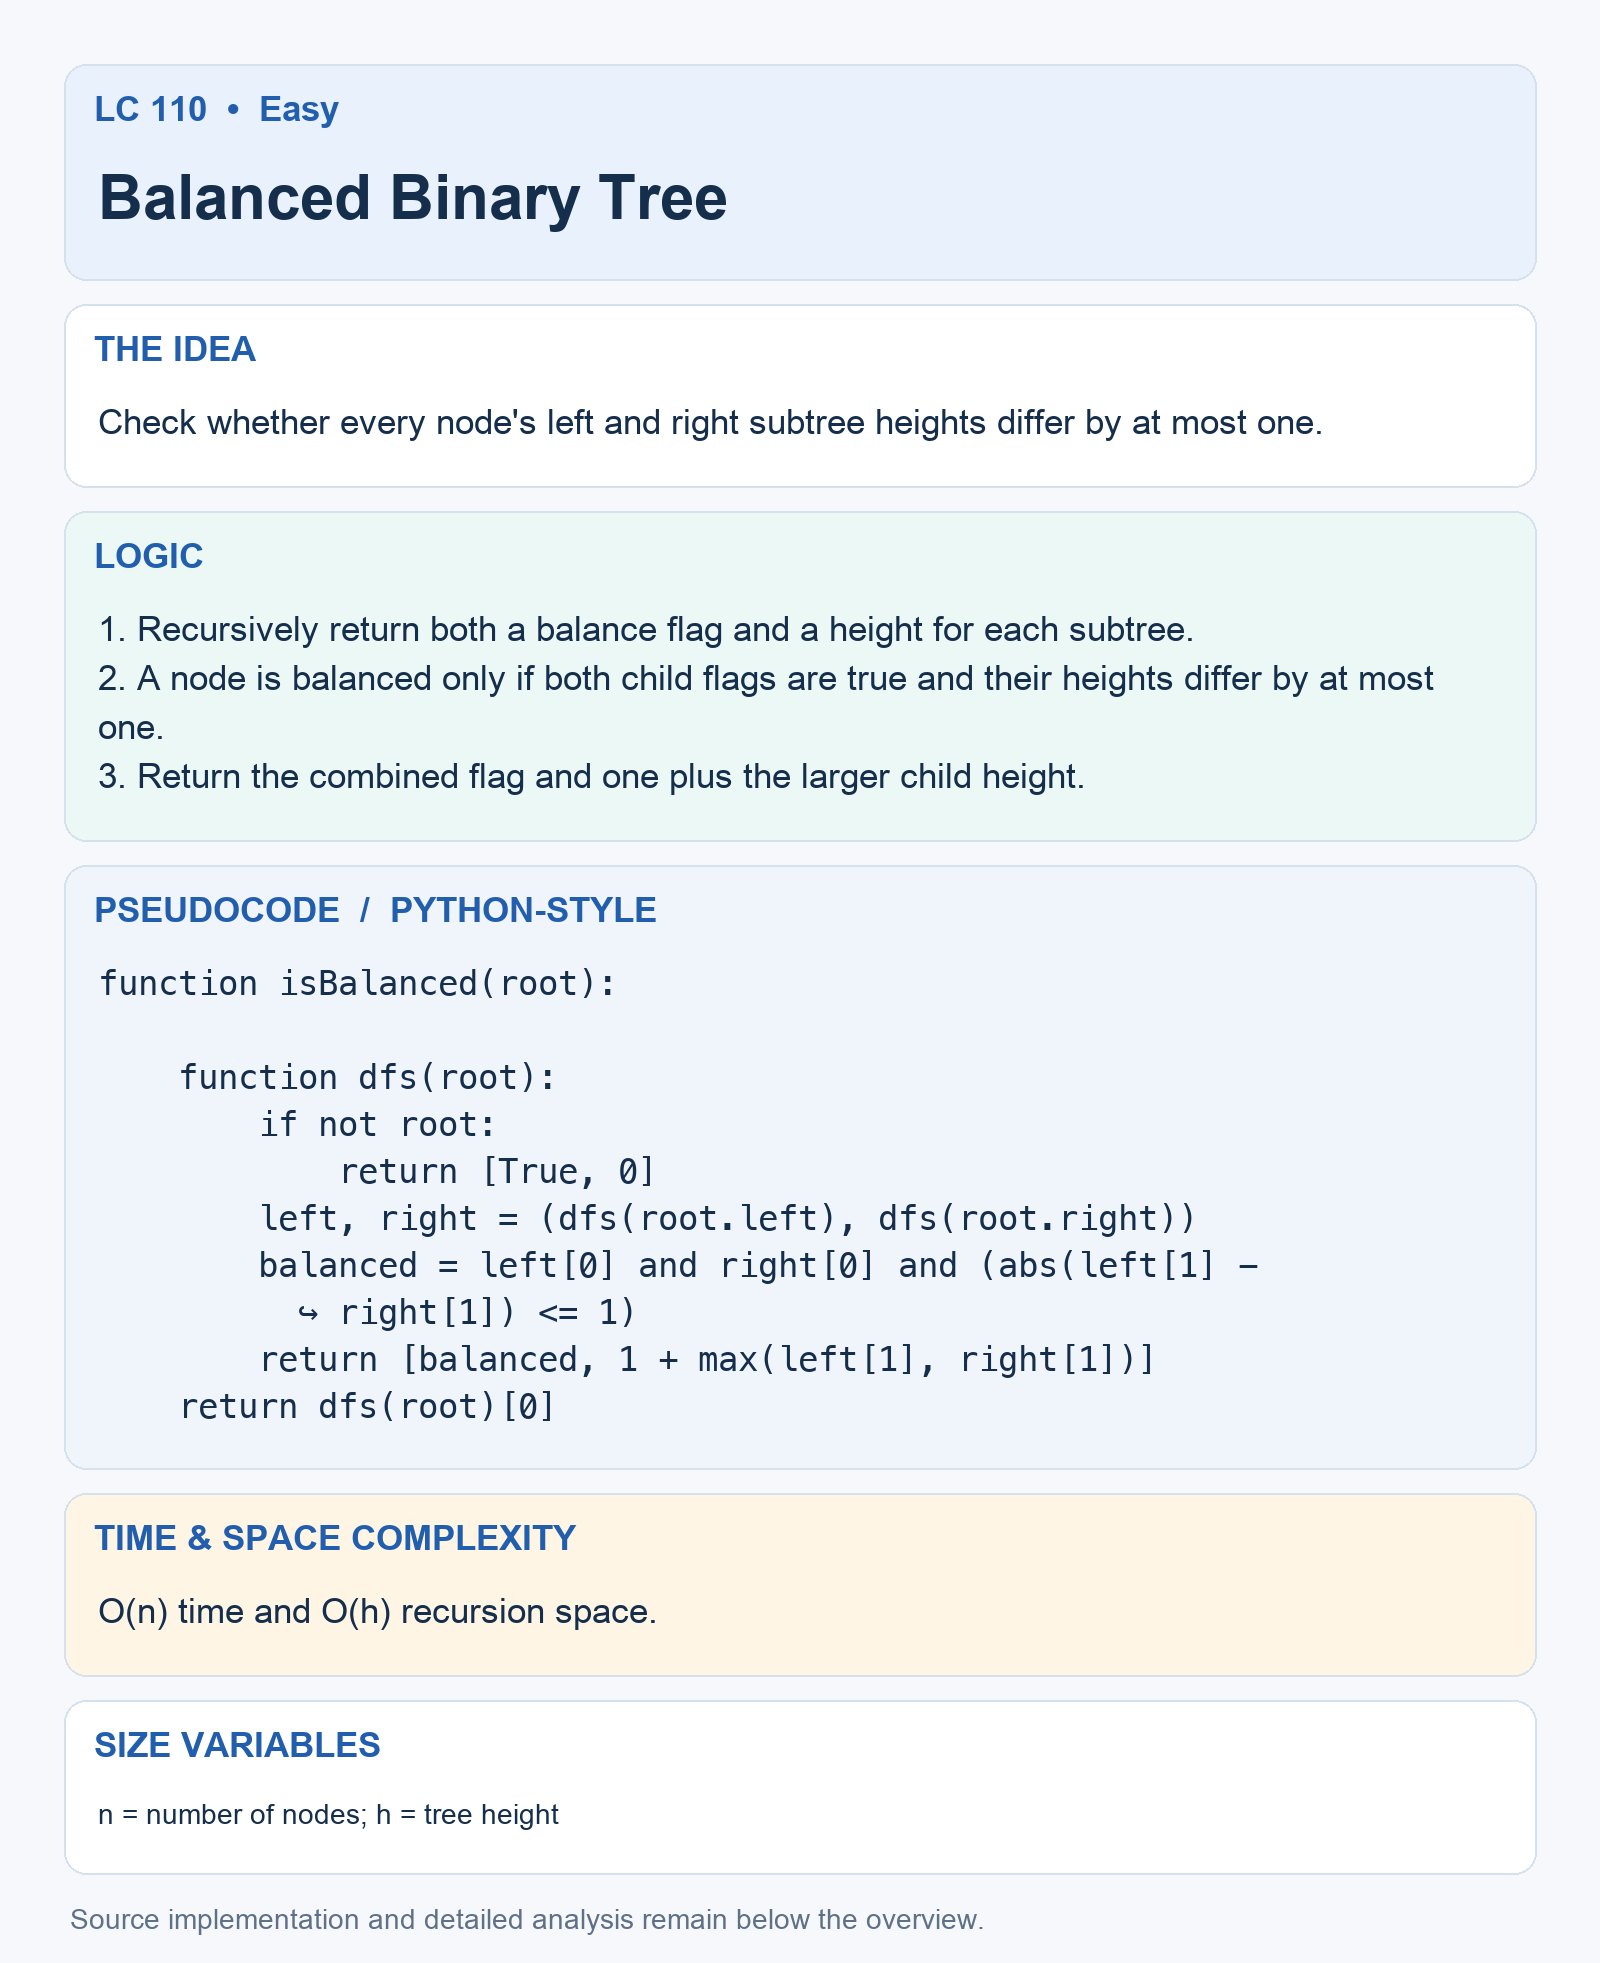 LC 110 • Easy
Balanced Binary Tree
THE IDEA
Check whether every node's left and right subtree heights differ by at most one.
LOGIC
1. Recursively return both a balance flag and a height for each subtree.
2. A node is balanced only if both child flags are true and their heights differ by at most
one.
3. Return the combined flag and one plus the larger child height.
PSEUDOCODE / PYTHON-STYLE
function isBalanced(root):
    function dfs(root):
        if not root:
            return [True, 0]
        left, right = (dfs(root.left), dfs(root.right))
        balanced = left[0] and right[0] and (abs(left[1] −
          ↪ right[1]) <= 1)
        return [balanced, 1 + max(left[1], right[1])]
    return dfs(root)[0]
TIME & SPACE COMPLEXITY
O(n) time and O(h) recursion space.
SIZE VARIABLES
n = number of nodes; h = tree height
Source implementation and detailed analysis remain below the overview.